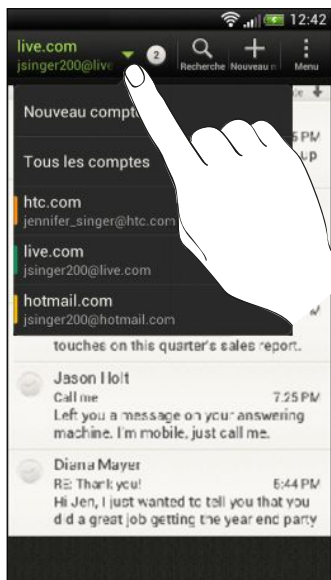 12:42
live.com
jsinger200@live
2
Recherche
Nouveau m
Menu
Nouveau compt
Tous les comptes
5 PM
up
htc.com
jennifer_singer@htc.com
live.com
jsinger200@live.com
hotmail.com
jsinger200@hotmail.com
touches on this quarter's sales report.
Jason Holt
Call me
7:25 PM
Left you a message on your answering
machine. I'm mobile, just call me.
Diana Mayer
RE: Thank you!
6:44 PM
Hi Jen, I just wanted to tell you that you
did a great job getting the year end party